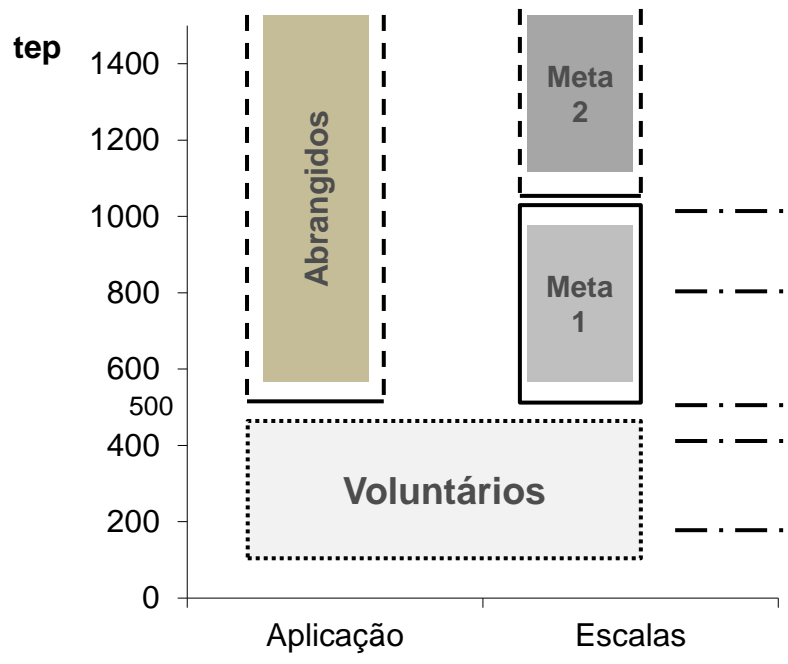 tep
1400
1200
1000
800
600
500
400
200
0
Abrangidos
Meta
2
Meta
1
Voluntários
Aplicação
Escalas